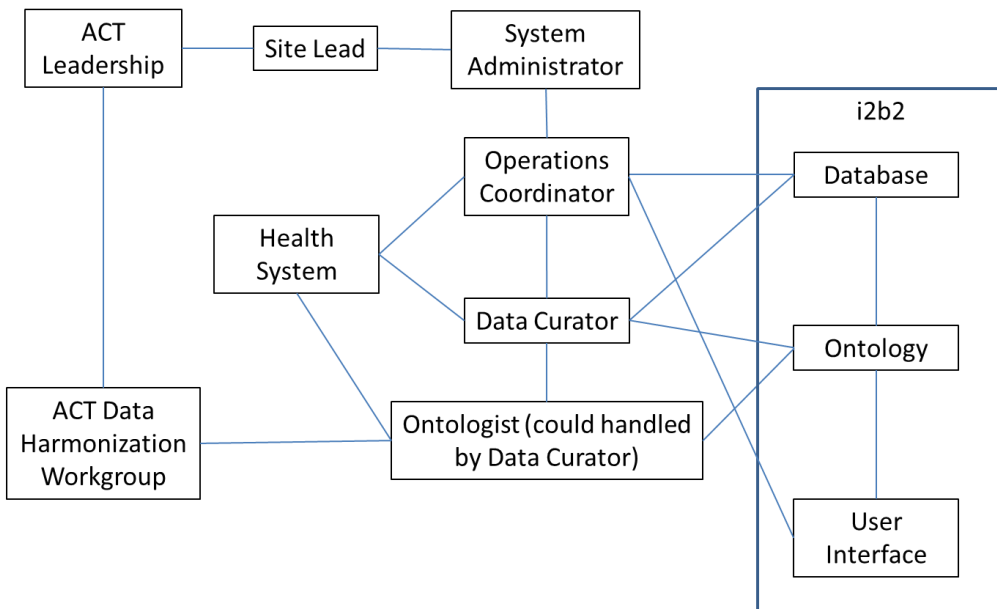 ACT
Leadership
Site Lead
System
Administrator
i2b2
Operations
Coordinator
Database
Health
System
Data Curator
Ontology
ACT Data
Harmonization
Workgroup
Ontologist (could handled
by Data Curator)
User
Interface